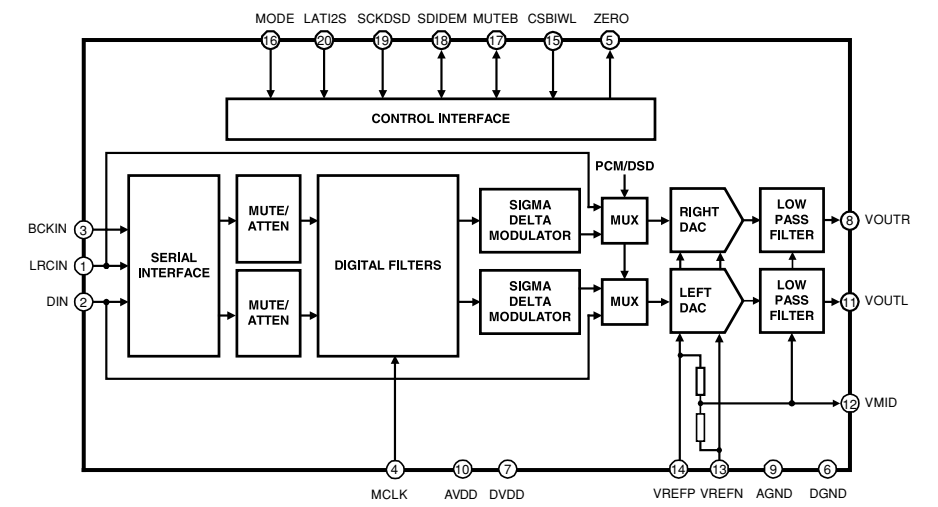 MODE LATI2S SCKDSD SDIDEM MUTEB CSBIWL ZERO
16 20 19 18 17 15 5
CONTROL INTERFACE
PCM/DSD
BCKIN 3
LRCIN 1
DIN 2
SERIAL
INTERFACE
MUTE/
ATTEN
MUTE/
ATTEN
DIGITAL FILTERS
SIGMA
DELTA
MODULATOR
SIGMA
DELTA
MODULATOR
MUX
MUX
RIGHT
DAC
LEFT
DAC
LOW
PASS
FILTER
LOW
PASS
FILTER
8 VOUTR
11 VOUTL
12 VMID
4 10 7 14 13 9 6
MCLK AVDD DVDD VREFP VREFN AGND DGND